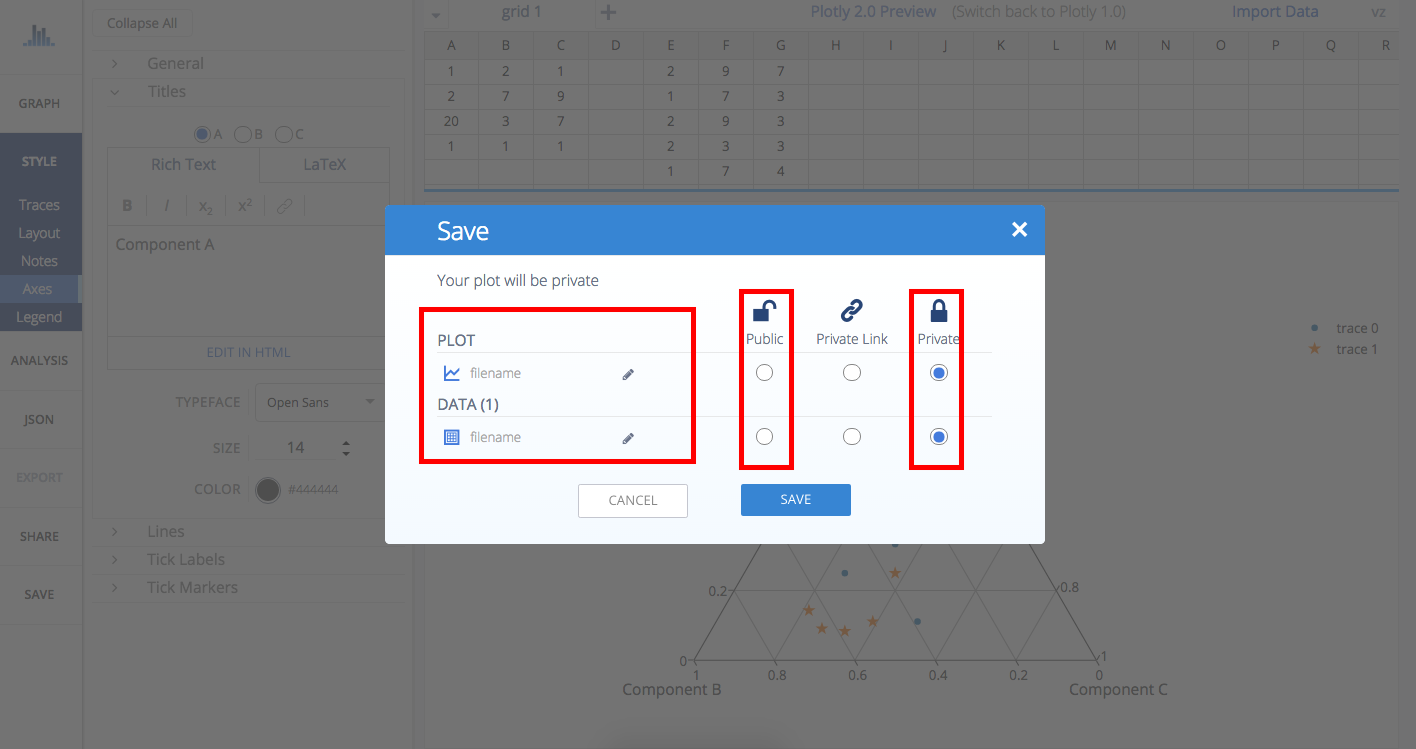 Collapse All
grid 1
Plotly 2.0 Preview (Switch back to Plotly 1.0)
Import Data
vz
GRAPH
STYLE
Traces
Layout
Notes
Axes
Legend
ANALYSIS
JSON
EXPORT
SHARE
SAVE
General
Titles
A B C
Rich Text LaTeX
B I x₂ x²
Component A
EDIT IN HTML
TYPEFACE Open Sans
SIZE 14
COLOR #444444
Lines
Tick Labels
Tick Markers
A B C D E F G H I J K L M N O P Q R
1 2 1 2 9 7
2 7 9 1 7 3
20 3 7 2 9 3
1 1 1 2 3 3
1 7 4
Save
Your plot will be private
Public Private Link Private
PLOT
filename
DATA (1)
filename
CANCEL SAVE
trace 0
trace 1
0.2 0.8
0 1
1 0.8 0.6 0.4 0.2 0
Component B Component C